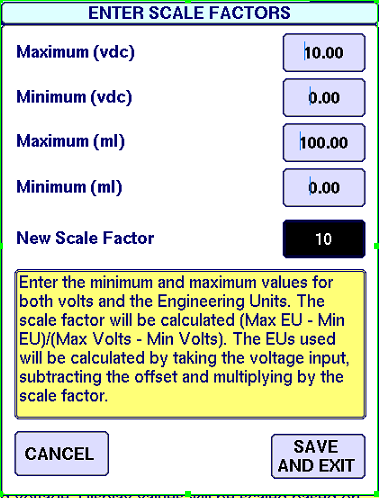 ENTER SCALE FACTORS
Maximum (vdc) 10.00
Minimum (vdc) 0.00
Maximum (ml) 100.00
Minimum (ml) 0.00
New Scale Factor 10
Enter the minimum and maximum values for
both volts and the Engineering Units. The
scale factor will be calculated (Max EU - Min
EU)/(Max Volts - Min Volts). The EUs used
will be calculated by taking the voltage input,
subtracting the offset and multiplying by the
scale factor.
CANCEL
SAVE
AND EXIT